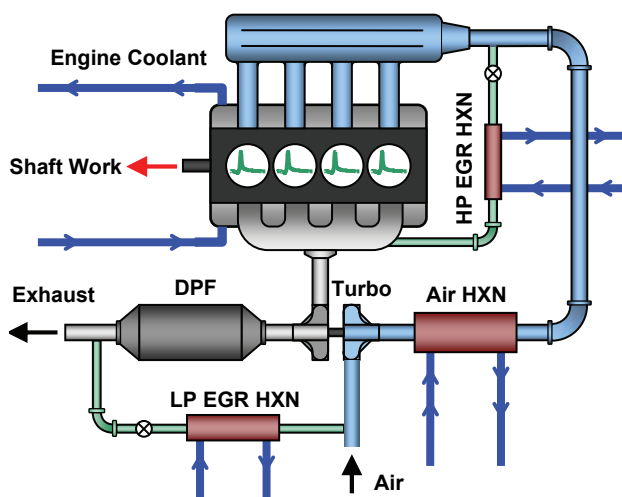 Engine Coolant
Shaft Work
HP EGR HXN
Exhaust
DPF
Turbo
Air HXN
LP EGR HXN
Air